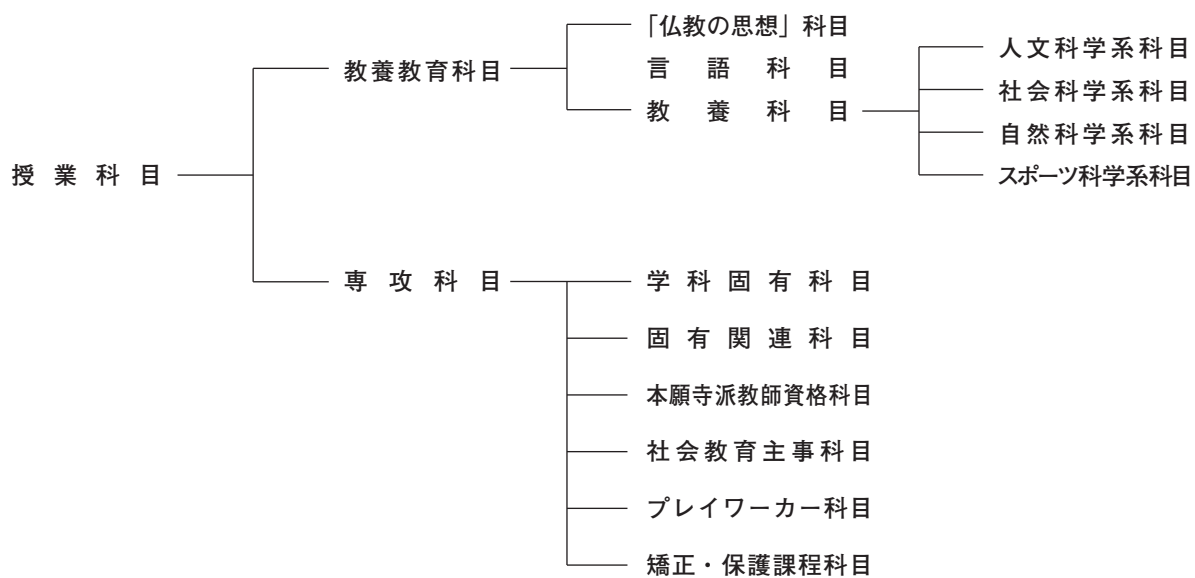 授業科目
教養教育科目
「仏教の思想」科目
言語科目
教養科目
人文科学系科目
社会科学系科目
自然科学系科目
スポーツ科学系科目
専攻科目
学科固有科目
固有関連科目
本願寺派教師資格科目
社会教育主事科目
プレイワーカー科目
矯正・保護課程科目